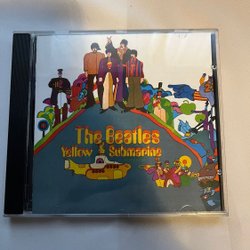 The Beatles
Yellow Submarine